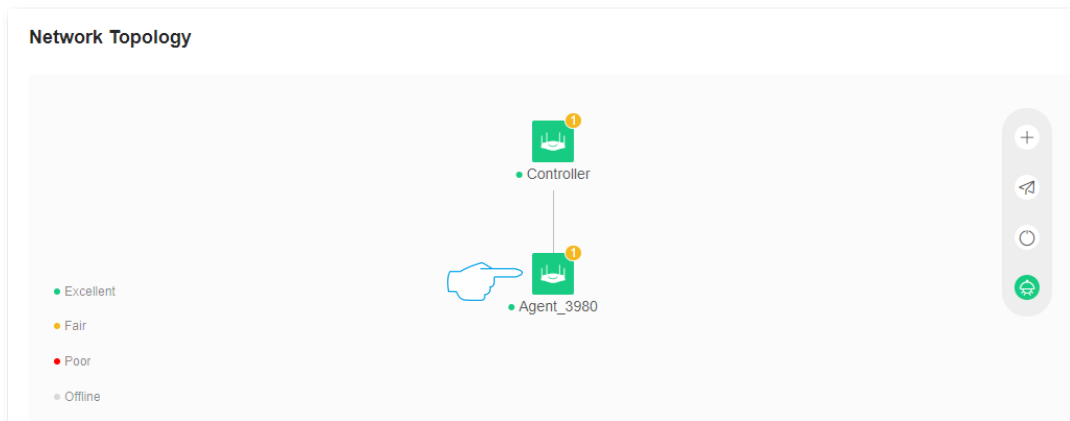 Network Topology
1
Controller
1
Agent_3980
Excellent
Fair
Poor
Offline